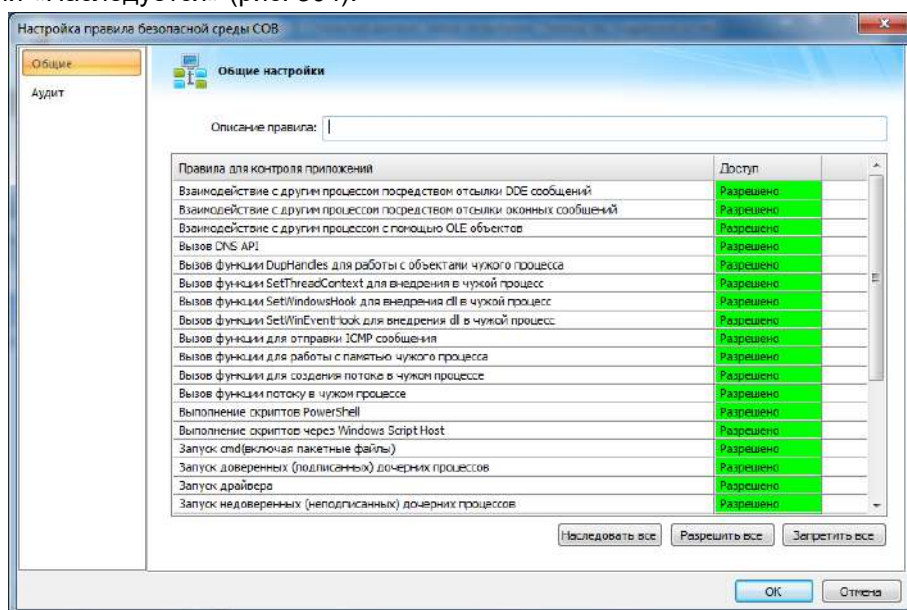 «Наследуется» (рис. 364).
Настройка правила безопасной среды СОВ
Общие
Аудит
Общие настройки
Описание правила:
Правила для контроля приложений Доступ
Взаимодействие с другим процессом посредством отсылки DDE сообщений Разрешено
Взаимодействие с другим процессом посредством отсылки оконных сообщений Разрешено
Взаимодействие с другим процессом с помощью OLE объектов Разрешено
Вызов DNS API Разрешено
Вызов функции DupHandles для работы с объектами чужого процесса Разрешено
Вызов функции SetThreadContext для внедрения в чужой процесс Разрешено
Вызов функции SetWindowsHook для внедрения dll в чужой процесс Разрешено
Вызов функции SetWinEventHook для внедрения dll в чужой процесс Разрешено
Вызов функции для отправки ICMP сообщения Разрешено
Вызов функции для работы с памятью чужого процесса Разрешено
Вызов функции для создания потока в чужом процессе Разрешено
Вызов функции потоку в чужом процессе Разрешено
Выполнение скриптов PowerShell Разрешено
Выполнение скриптов через Windows Script Host Разрешено
Запуск cmd(включая пакетные файлы) Разрешено
Запуск доверенных (подписанных) дочерних процессов Разрешено
Запуск драйвера Разрешено
Запуск недоверенных (неподписанных) дочерних процессов Разрешено
Наследовать все Разрешить все Запретить все
OK Отмена